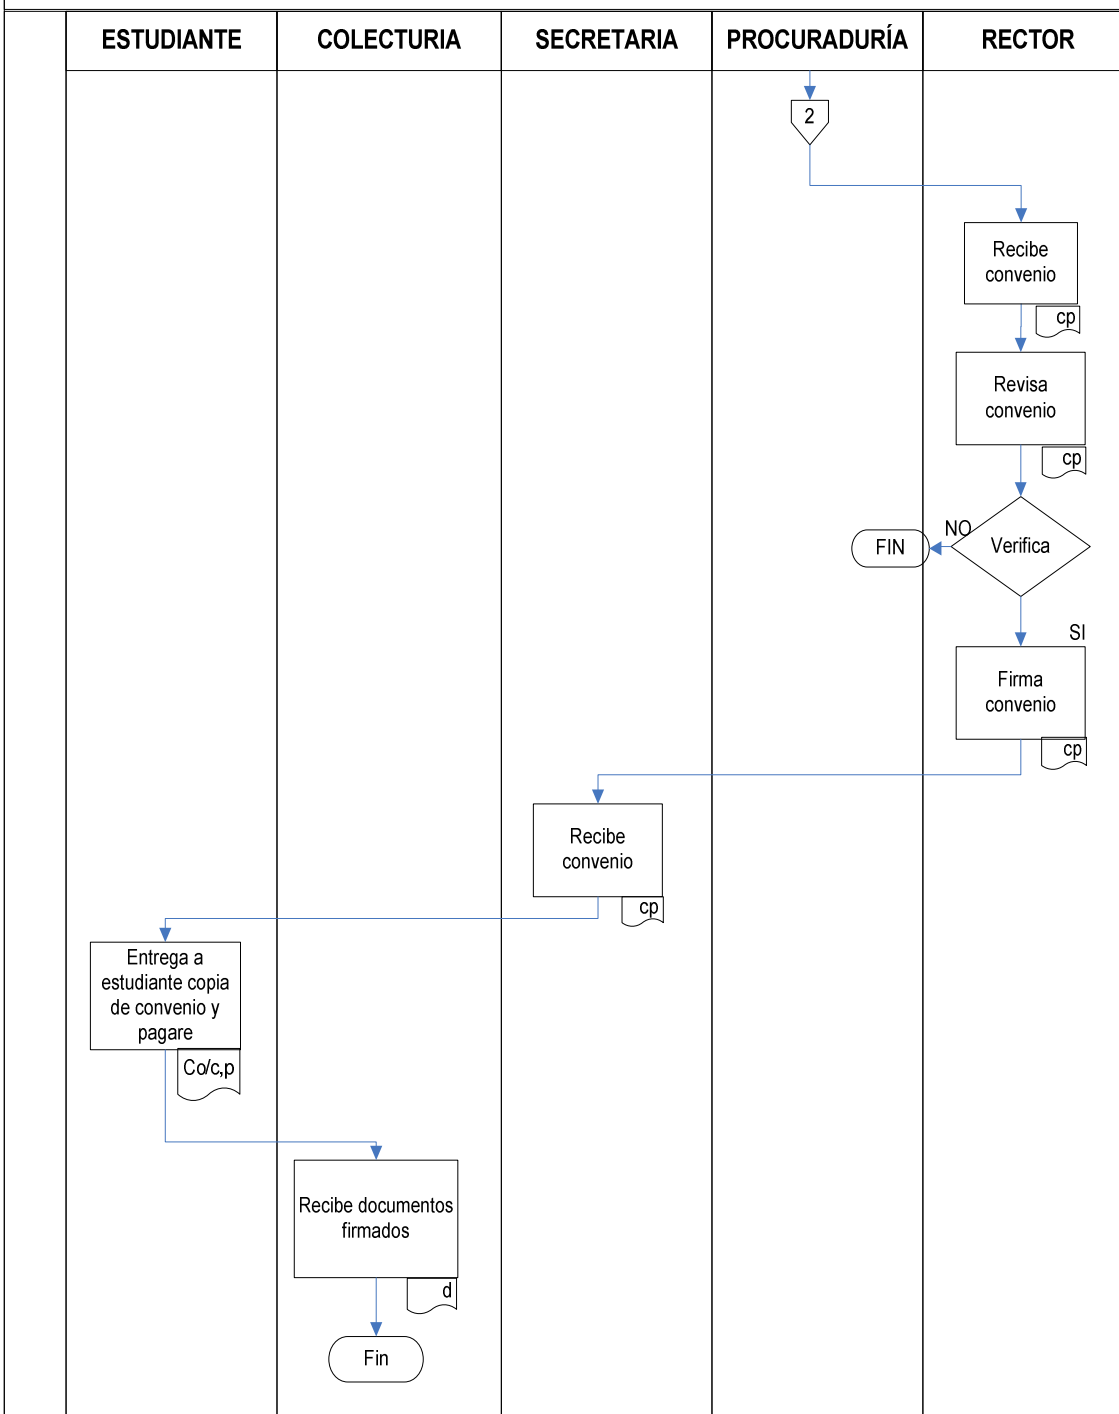 ESTUDIANTE COLECTURIA SECRETARIA PROCURADURÍA RECTOR
2
Recibe
convenio
cp
Revisa
convenio
cp
NO
FIN
Verifica
SI
Firma
convenio
cp
Recibe
convenio
cp
Entrega a
estudiante copia
de convenio y
pagare
Co/c,p
Recibe documentos
firmados
d
Fin